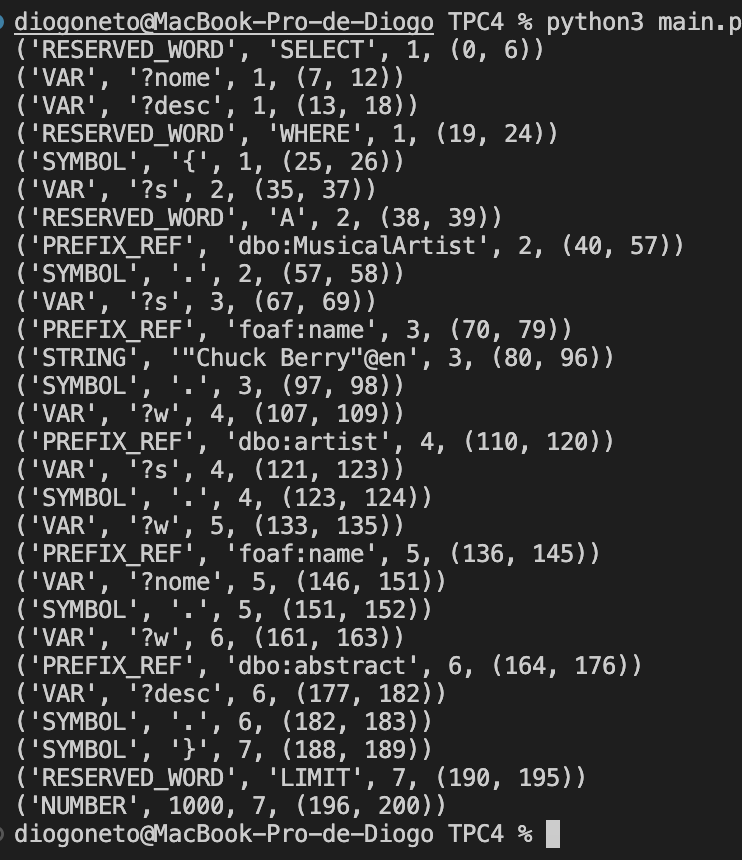 diogoneto@MacBook-Pro-de-Diogo TPC4 % python3 main.p
('RESERVED_WORD', 'SELECT', 1, (0, 6))
('VAR', '?nome', 1, (7, 12))
('VAR', '?desc', 1, (13, 18))
('RESERVED_WORD', 'WHERE', 1, (19, 24))
('SYMBOL', '{', 1, (25, 26))
('VAR', '?s', 2, (35, 37))
('RESERVED_WORD', 'A', 2, (38, 39))
('PREFIX_REF', 'dbo:MusicalArtist', 2, (40, 57))
('SYMBOL', '.', 2, (57, 58))
('VAR', '?s', 3, (67, 69))
('PREFIX_REF', 'foaf:name', 3, (70, 79))
('STRING', '"Chuck Berry"@en', 3, (80, 96))
('SYMBOL', '.', 3, (97, 98))
('VAR', '?w', 4, (107, 109))
('PREFIX_REF', 'dbo:artist', 4, (110, 120))
('VAR', '?s', 4, (121, 123))
('SYMBOL', '.', 4, (123, 124))
('VAR', '?w', 5, (133, 135))
('PREFIX_REF', 'foaf:name', 5, (136, 145))
('VAR', '?nome', 5, (146, 151))
('SYMBOL', '.', 5, (151, 152))
('VAR', '?w', 6, (161, 163))
('PREFIX_REF', 'dbo:abstract', 6, (164, 176))
('VAR', '?desc', 6, (177, 182))
('SYMBOL', '.', 6, (182, 183))
('SYMBOL', '}', 7, (188, 189))
('RESERVED_WORD', 'LIMIT', 7, (190, 195))
('NUMBER', 1000, 7, (196, 200))
diogoneto@MacBook-Pro-de-Diogo TPC4 %